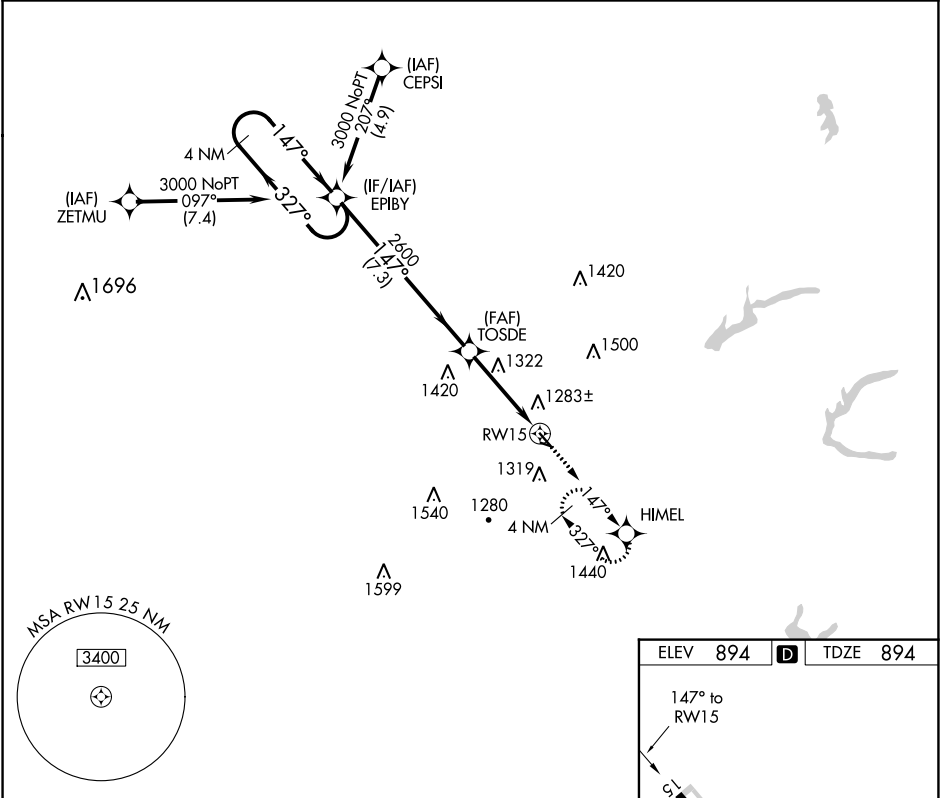 (IAF)
CEPSI
3000 NoPT
207°
(4.9)
147°
4 NM
(IAF)
ZETMU
3000 NoPT
097°
(7.4)
327°
(IF/IAF)
EPIBY
2600
147°
(7.3)
1696
1420
(FAF)
TOSDE
1500
1322
1420
1283±
RW15
1319
1540
1280
147°
4 NM
HIMEL
327°
1440
1599
MSA RW15 25 NM
3400
ELEV 894 D TDZE 894
147° to
RW15
15